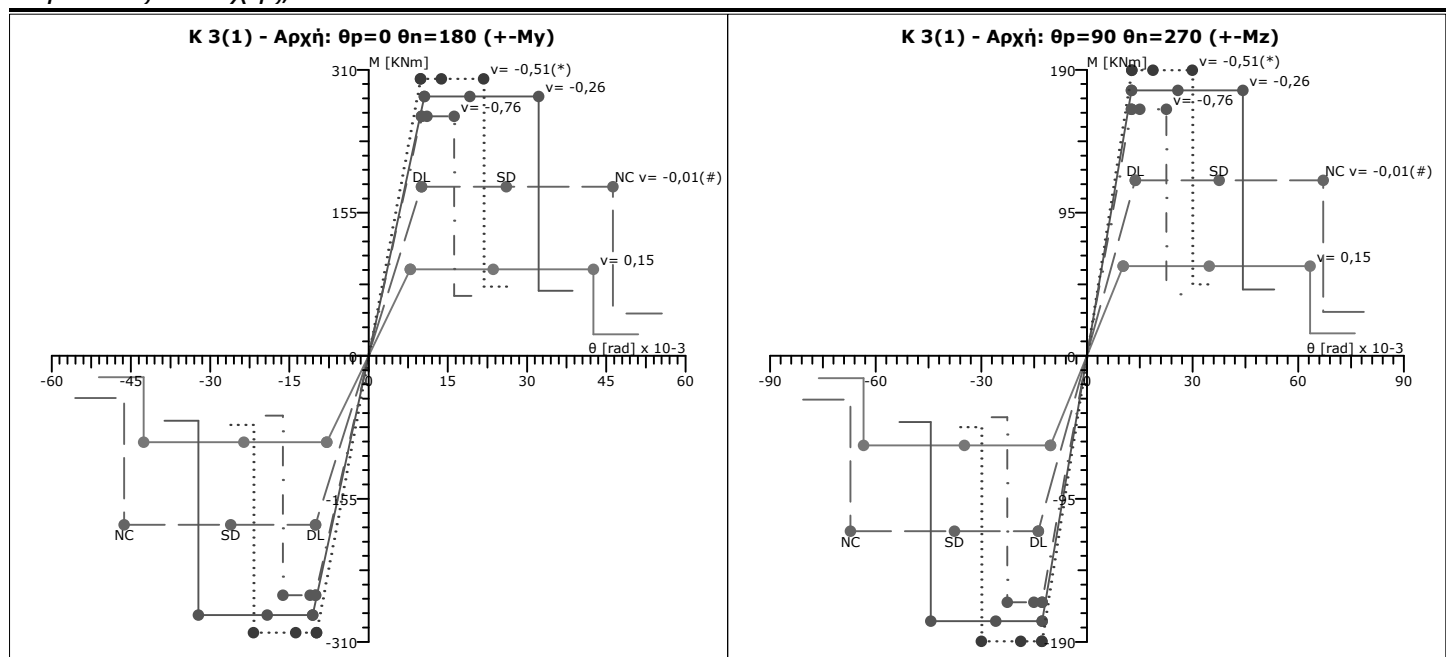 K 3(1) - Αρχή: θp=0 θn=180 (+-My)
M [KNm]
310
v= -0,51(*)
v= -0,26
v= -0,76
DL
SD
NC v= -0,01(#)
155
v= 0,15
0
θ [rad] x 10-3
-60
-45
-30
-15
0
15
30
45
60
-155
NC
SD
DL
-310
K 3(1) - Αρχή: θp=90 θn=270 (+-Mz)
M [KNm]
190
v= -0,51(*)
v= -0,26
v= -0,76
DL
SD
NC v= -0,01(#)
95
v= 0,15
0
θ [rad] x 10-3
-90
-60
-30
0
30
60
90
-95
NC
SD
DL
-190